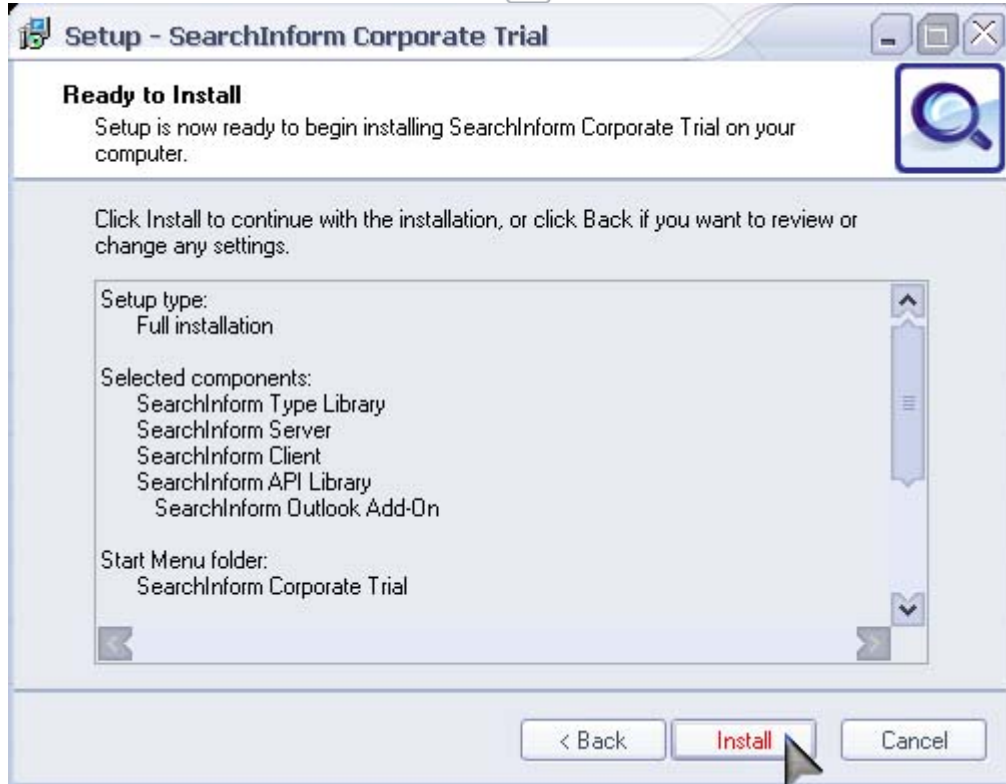 Setup - SearchInform Corporate Trial
Ready to Install
Setup is now ready to begin installing SearchInform Corporate Trial on your
computer.
Click Install to continue with the installation, or click Back if you want to review or
change any settings.
Setup type:
Full installation
Selected components:
SearchInform Type Library
SearchInform Server
SearchInform Client
SearchInform API Library
SearchInform Outlook Add-On
Start Menu folder:
SearchInform Corporate Trial
< Back
Install
Cancel